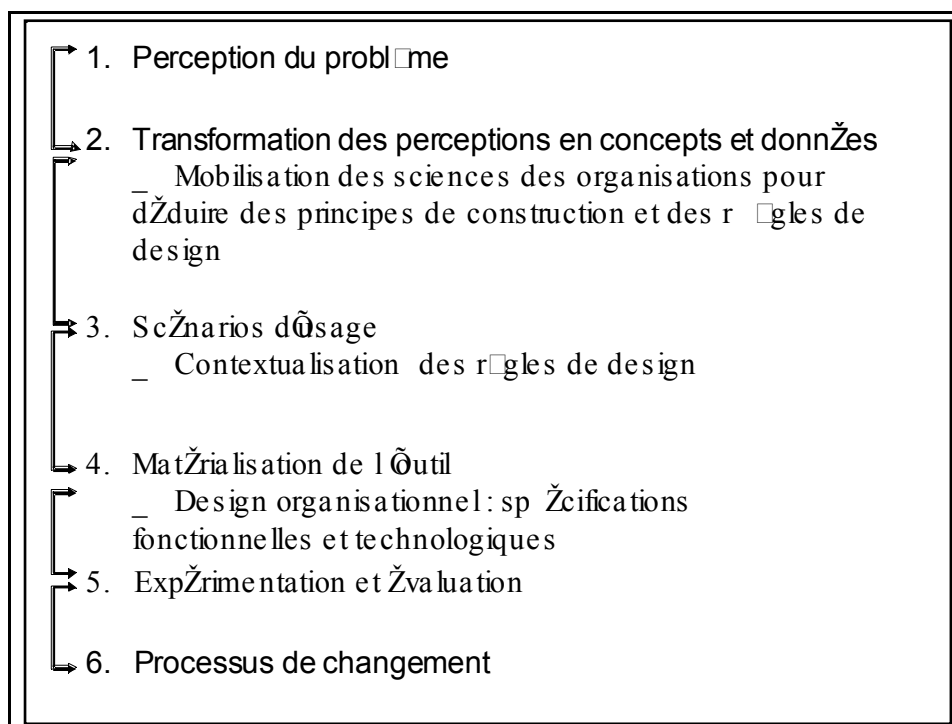 1. Perception du probl□me
2. Transformation des perceptions en concepts et donnŽes
_ Mobilisation des sciences des organisations pour
dŽduire des principes de construction et des r □gles de
design
3. ScŽnarios dÕusage
_ Contextualisation des r□gles de design
4. MatŽrialisation de l Õoutil
_ Design organisationnel : sp Žcifications
fonctionnelles et technologiques
5. ExpŽrimentation et Žvaluation
6. Processus de changement